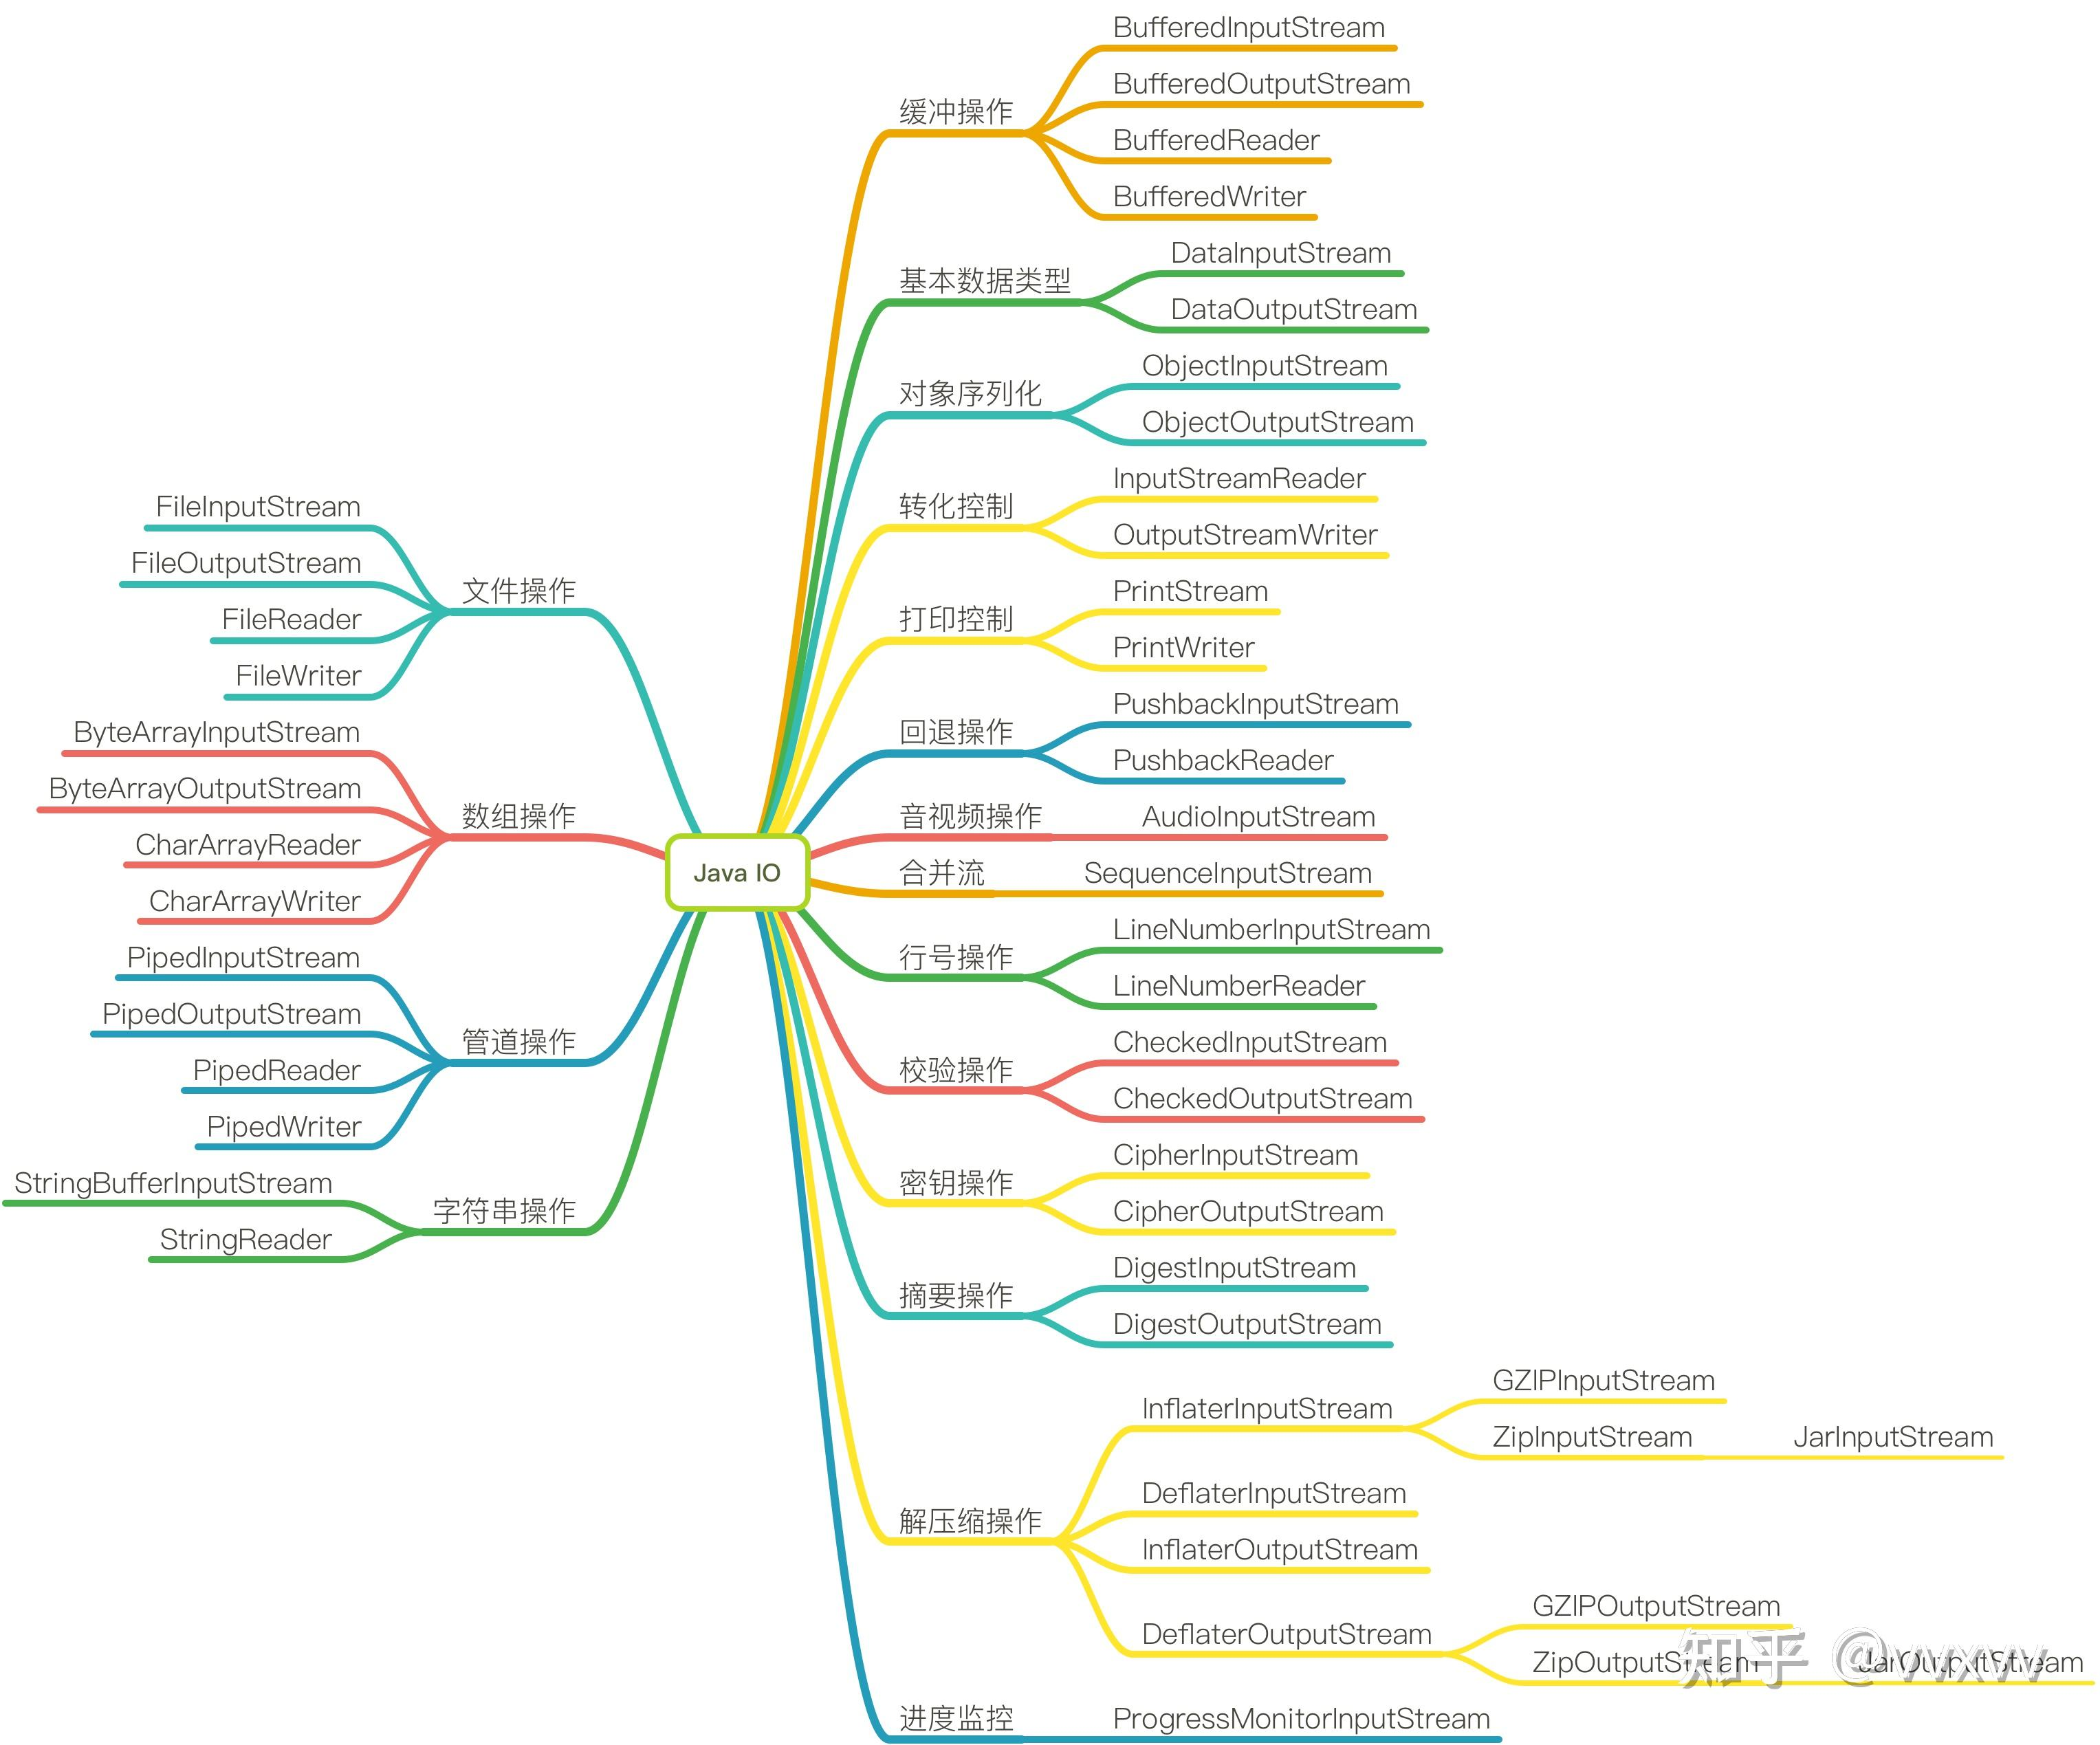 Java IO
文件操作
FileInputStream
FileOutputStream
FileReader
FileWriter
数组操作
ByteArrayInputStream
ByteArrayOutputStream
CharArrayReader
CharArrayWriter
管道操作
PipedInputStream
PipedOutputStream
PipedReader
PipedWriter
字符串操作
StringBufferInputStream
StringReader
缓冲操作
BufferedInputStream
BufferedOutputStream
BufferedReader
BufferedWriter
基本数据类型
DataInputStream
DataOutputStream
对象序列化
ObjectInputStream
ObjectOutputStream
转化控制
InputStreamReader
OutputStreamWriter
打印控制
PrintStream
PrintWriter
回退操作
PushbackInputStream
PushbackReader
音视频操作
AudioInputStream
合并流
SequenceInputStream
行号操作
LineNumberInputStream
LineNumberReader
校验操作
CheckedInputStream
CheckedOutputStream
密钥操作
CipherInputStream
CipherOutputStream
摘要操作
DigestInputStream
DigestOutputStream
解压缩操作
InflaterInputStream
GZIPInputStream
ZipInputStream
JarInputStream
DeflaterInputStream
InflaterOutputStream
DeflaterOutputStream
GZIPOutputStream
ZipOutputStream
JarOutputStream
进度监控
ProgressMonitorInputStream
知乎 @vvxvv